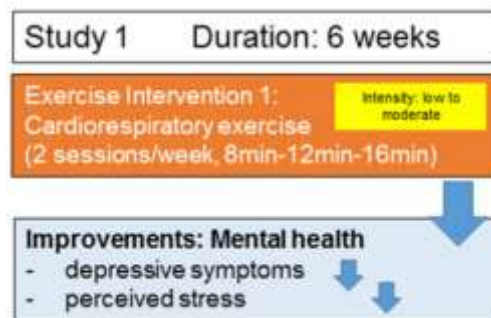 Study 1 Duration: 6 weeks
Exercise Intervention 1:
Cardiorespiratory exercise
(2 sessions/week, 8min-12min-16min)
Intensity: low to
moderate
Improvements: Mental health
- depressive symptoms
- perceived stress